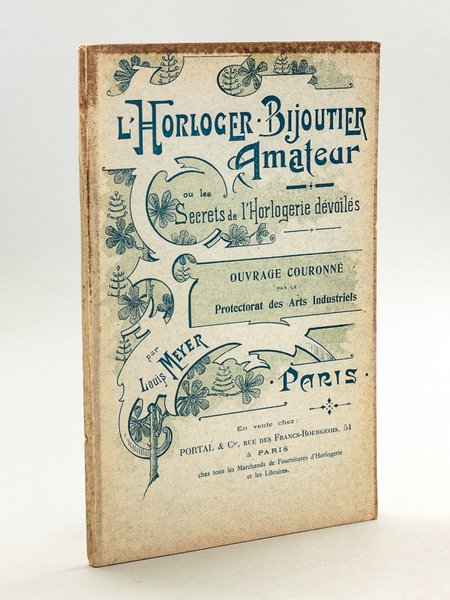 L'HORLOGER-BIJOUTIER
Amateur
ou les
Secrets de l'Horlogerie dévoilés
OUVRAGE COURONNÉ
PAR LE
Protectorat des Arts Industriels
par
Louis MEYER
· PARIS ·
En vente chez:
PORTAL & Cie, RUE DES FRANCS-BOURGEOIS, 54
à PARIS
chez tous les Marchands de Fournitures d'Horlogerie
et les Libraires.